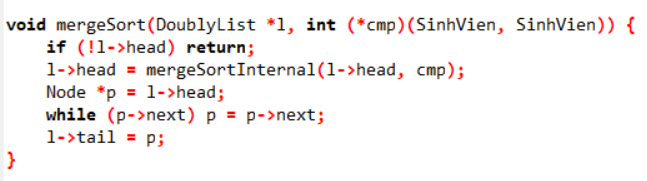 void mergeSort(DoublyList *l, int (*cmp)(SinhVien, SinhVien)) {
    if (!l->head) return;
    l->head = mergeSortInternal(l->head, cmp);
    Node *p = l->head;
    while (p->next) p = p->next;
    l->tail = p;
}